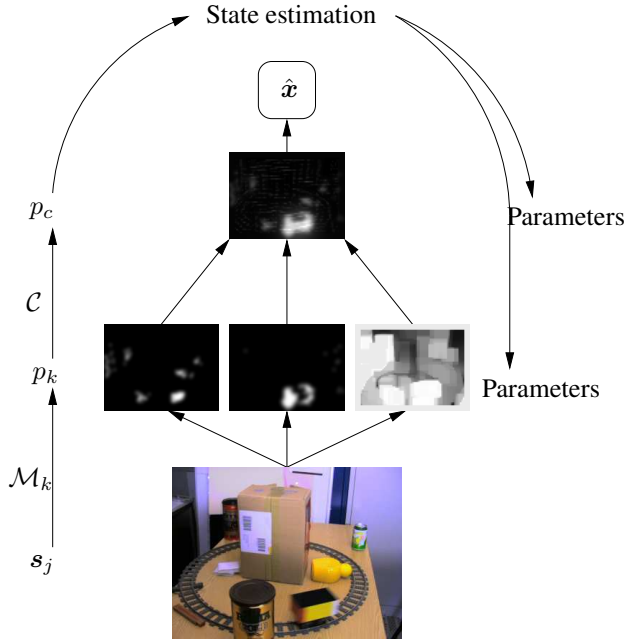 State estimation
x̂
p_c
Parameters
𝒞
p_k
Parameters
ℳ_k
s_j